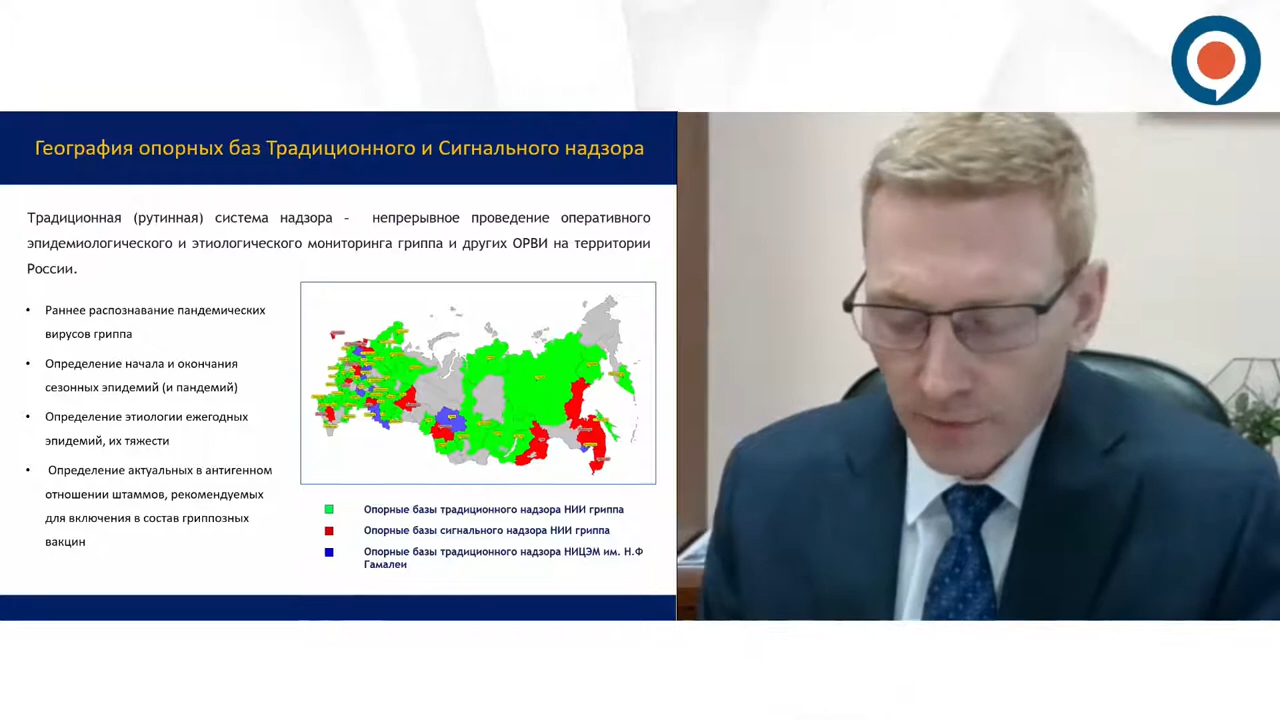 География опорных баз Традиционного и Сигнального надзора
Традиционная (рутинная) система надзора - непрерывное проведение оперативного
эпидемиологического и этиологического мониторинга гриппа и других ОРВИ на территории
России.
• Раннее распознавание пандемических
вирусов гриппа
• Определение начала и окончания
сезонных эпидемий (и пандемий)
• Определение этиологии ежегодных
эпидемий, их тяжести
• Определение актуальных в антигенном
отношении штаммов, рекомендуемых
для включения в состав гриппозных
вакцин
Опорные базы традиционного надзора НИИ гриппа
Опорные базы сигнального надзора НИИ гриппа
Опорные базы традиционного надзора НИЦЭМ им. Н.Ф
Гамалеи